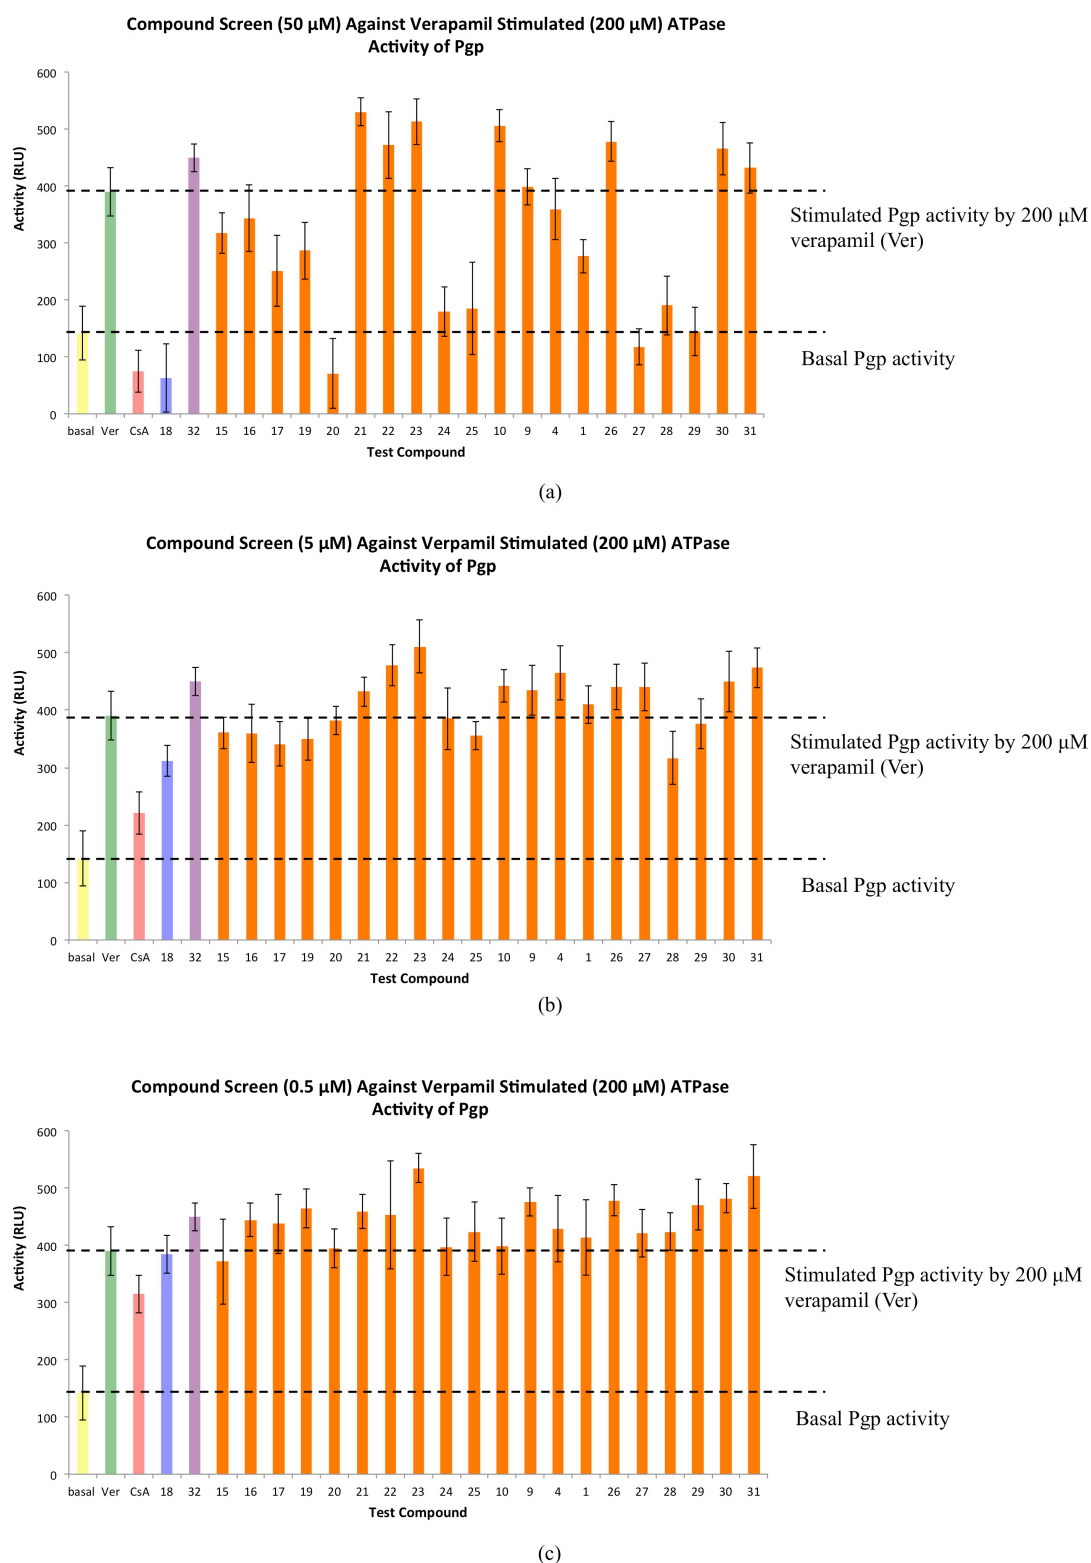 Compound Screen (50 μM) Against Verapamil Stimulated (200 μM) ATPase
Activity of Pgp
600
500
400
300
200
100
0
Activity (RLU)
Stimulated Pgp activity by 200 μM
verapamil (Ver)
Basal Pgp activity
basal Ver CsA 18 32 15 16 17 19 20 21 22 23 24 25 10 9 4 1 26 27 28 29 30 31
Test Compound
(a)
Compound Screen (5 μM) Against Verpamil Stimulated (200 μM) ATPase
Activity of Pgp
600
500
400
300
200
100
0
Activity (RLU)
Stimulated Pgp activity by 200 μM
verapamil (Ver)
Basal Pgp activity
basal Ver CsA 18 32 15 16 17 19 20 21 22 23 24 25 10 9 4 1 26 27 28 29 30 31
Test Compound
(b)
Compound Screen (0.5 μM) Against Verpamil Stimulated (200 μM) ATPase
Activity of Pgp
600
500
400
300
200
100
0
Activity (RLU)
Stimulated Pgp activity by 200 μM
verapamil (Ver)
Basal Pgp activity
basal Ver CsA 18 32 15 16 17 19 20 21 22 23 24 25 10 9 4 1 26 27 28 29 30 31
Test Compound
(c)